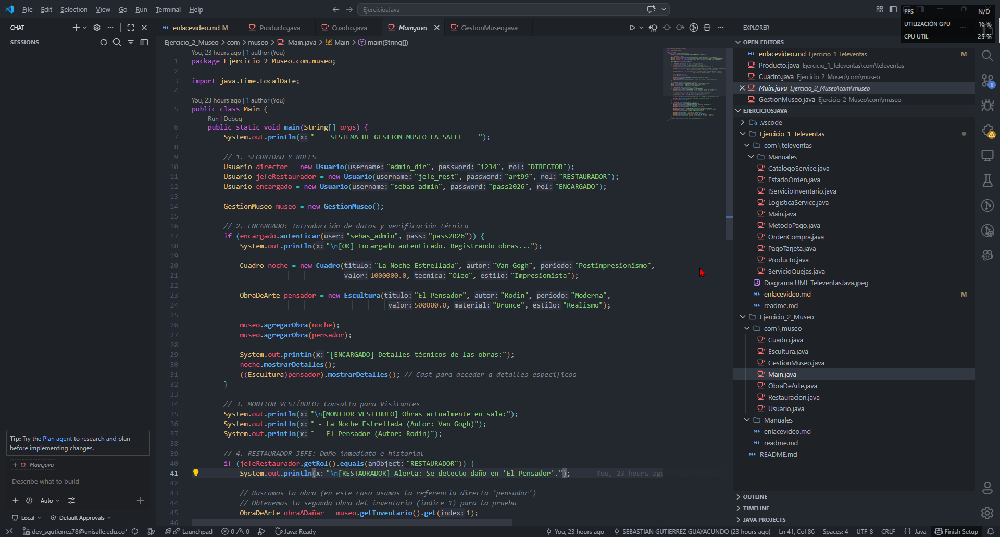 File Edit Selection View Go Run Terminal Help
EjerciciosJava
FPS N/D
UTILIZACIÓN GPU 16 %
CPU UTIL 25 %
CHAT
SESSIONS
enlacevideo.md M
Producto.java
Cuadro.java
Main.java
GestionMuseo.java
Ejercicio_2_Museo > com > museo > Main.java > Main > main(String[])
You, 23 hours ago | 1 author (You)
1 package Ejercicio_2_Museo.com.museo;
2
3 import java.time.LocalDate;
4
You, 23 hours ago | 1 author (You)
5 public class Main {
Run | Debug
6 public static void main(String[] args) {
7 System.out.println(x: "=== SISTEMA DE GESTION MUSEO LA SALLE ===");
8
9 // 1. SEGURIDAD Y ROLES
10 Usuario director = new Usuario(username: "admin_dir", password: "1234", rol: "DIRECTOR");
11 Usuario jefeRestaurador = new Usuario(username: "jefe_rest", password: "art99", rol: "RESTAURADOR");
12 Usuario encargado = new Usuario(username: "sebas_admin", password: "pass2026", rol: "ENCARGADO");
13
14 GestionMuseo museo = new GestionMuseo();
15
16 // 2. ENCARGADO: Introducción de datos y verificación técnica
17 if (encargado.autenticar(user: "sebas_admin", pass: "pass2026")) {
18 System.out.println(x: "\n[OK] Encargado autenticado. Registrando obras...");
19
20 Cuadro noche = new Cuadro(titulo: "La Noche Estrellada", autor: "Van Gogh", periodo: "Postimpresionismo",
21 valor: 1000000.0, tecnica: "Oleo", estilo: "Impresionista");
22
23 ObraDeArte pensador = new Escultura(titulo: "El Pensador", autor: "Rodin", periodo: "Moderna",
24 valor: 500000.0, material: "Bronce", estilo: "Realismo");
25
26 museo.agregarObra(noche);
27 museo.agregarObra(pensador);
28
29 System.out.println(x: "[ENCARGADO] Detalles técnicos de las obras:");
30 noche.mostrarDetalles();
31 ((Escultura)pensador).mostrarDetalles(); // Cast para acceder a detalles específicos
32 }
33
34 // 3. MONITOR VESTÍBULO: Consulta para Visitantes
35 System.out.println(x: "\n[MONITOR VESTIBULO] Obras actualmente en sala:");
36 System.out.println(x: " - La Noche Estrellada (Autor: Van Gogh)");
37 System.out.println(x: " - El Pensador (Autor: Rodin)");
38
39 // 4. RESTAURADOR JEFE: Daño inmediato e historial
40 if (jefeRestaurador.getRol().equals(anObject: "RESTAURADOR")) {
41 System.out.println(x: "\n[RESTAURADOR] Alerta: Se detecto daño en 'El Pensador'."); You, 23 hours ago
42
43 // Buscamos la obra (en este caso usamos la referencia directa 'pensador')
44 // Obtenemos la segunda obra del inventario (indice 1) para la prueba
45 ObraDeArte obraADañar = museo.getInventario().get(index: 1);
46
Tip: Try the Plan agent to research and plan
before implementing changes.
Main.java
Describe what to build
Auto
Local Default Approvals
EXPLORER
OPEN EDITORS
enlacevideo.md Ejercicio_1_Televentas M
Producto.java Ejercicio_1_Televentas\com\televentas
Cuadro.java Ejercicio_2_Museo\com\museo
Main.java Ejercicio_2_Museo\com\museo
GestionMuseo.java Ejercicio_2_Museo\com\museo
EJERCICIOSJAVA
.vscode
Ejercicio_1_Televentas
com \ televentas
Manuales
CatalogoService.java
EstadoOrden.java
IServicioInventario.java
LogisticaService.java
Main.java
MetodoPago.java
OrdenCompra.java
PagoTarjeta.java
Producto.java
ServicioQuejas.java
Diagrama UML TeleventasJava.jpeg
enlacevideo.md M
readme.md
Ejercicio_2_Museo
com \ museo
Cuadro.java
Escultura.java
GestionMuseo.java
Main.java
ObraDeArte.java
Restauracion.java
Usuario.java
Manuales
enlacevideo.md
readme.md
README.md
OUTLINE
TIMELINE
JAVA PROJECTS
1
dev_sgutierrez78@unisalle.edu.co* Launchpad 0 0 Java: Ready
You, 23 hours ago SEBASTIAN GUTIERREZ GUAYACUNDO (23 hours ago) Ln 41, Col 86 Spaces: 4 UTF-8 CRLF { } Java Finish Setup